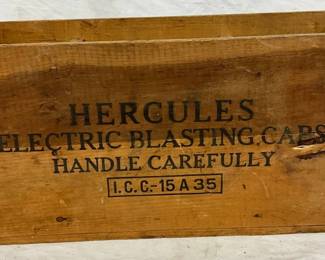 HERCULES
ELECTRIC BLASTING CAPS
HANDLE CAREFULLY
I.C.C.-15 A 35